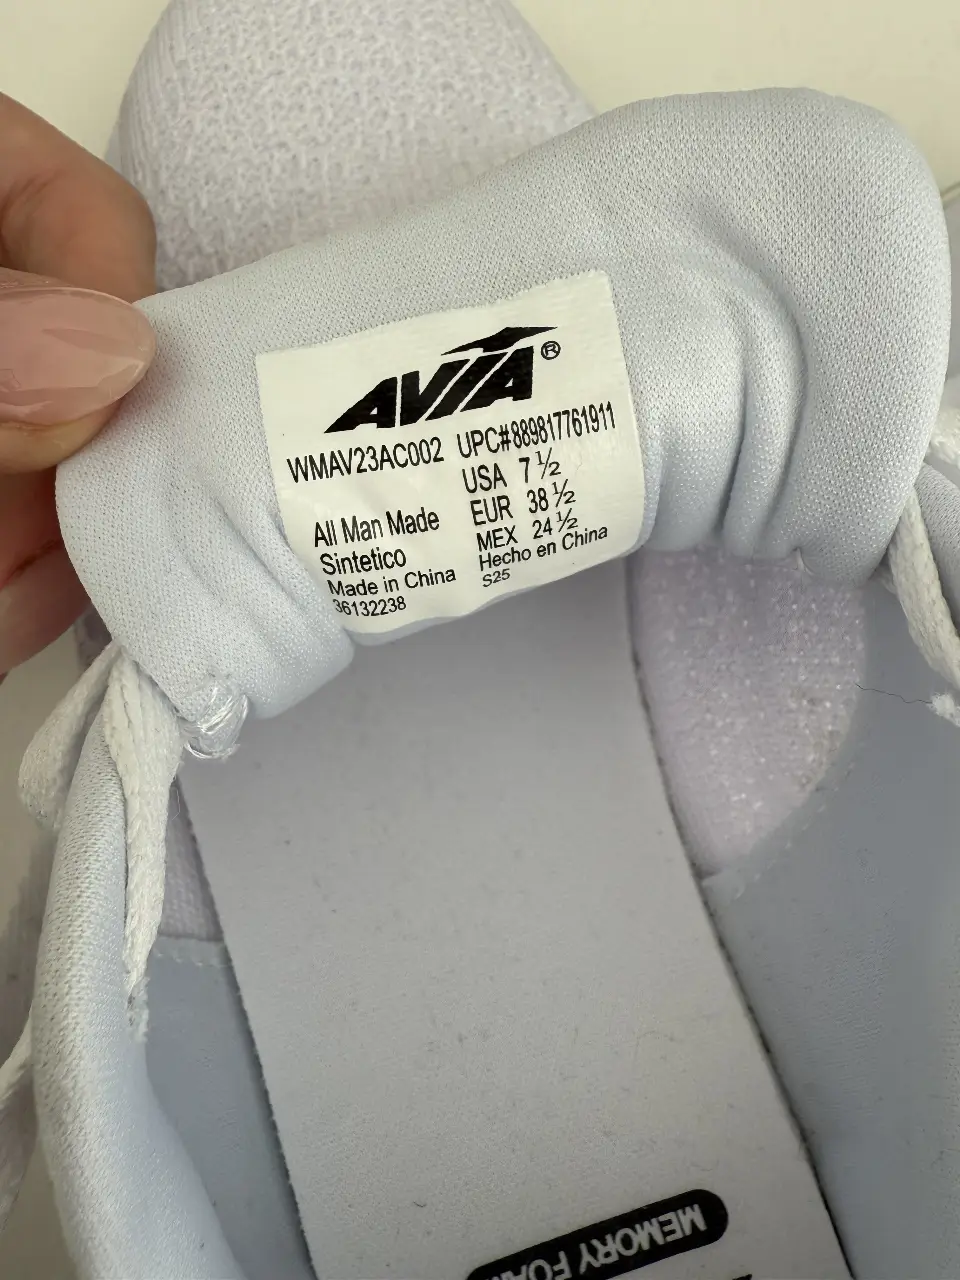 AVIA®
WMAV23AC002 UPC#889817761911
USA 7 ½
EUR 38 ½
MEX 24 ½
Hecho en China
S25
All Man Made
Sintetico
Made in China
36132238
MEMORY FOA